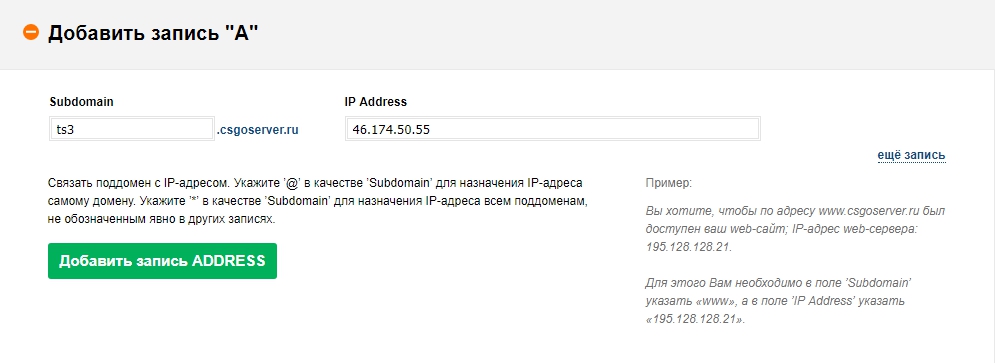 Добавить запись "A"
Subdomain
IP Address
ts3 .csgoserver.ru
46.174.50.55
ещё запись
Связать поддомен с IP-адресом. Укажите '@' в качестве 'Subdomain' для назначения IP-адреса
самому домену. Укажите '*' в качестве 'Subdomain' для назначения IP-адреса всем поддоменам,
не обозначенным явно в других записях.
Добавить запись ADDRESS
Пример:
Вы хотите, чтобы по адресу www.csgoserver.ru был
доступен ваш web-сайт; IP-адрес web-сервера:
195.128.128.21.
Для этого Вам необходимо в поле 'Subdomain'
указать «www», а в поле 'IP Address' указать
«195.128.128.21».